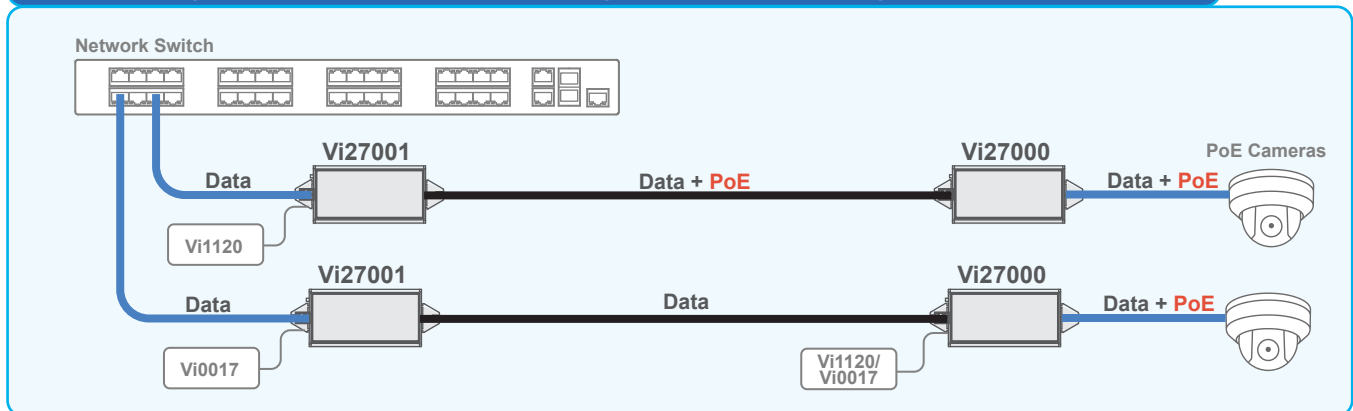 Network Switch
Vi27001
Vi27000
PoE Cameras
Data
Data + PoE
Data + PoE
Vi1120
Vi27001
Vi27000
Data
Data
Data + PoE
Vi0017
Vi1120/
Vi0017